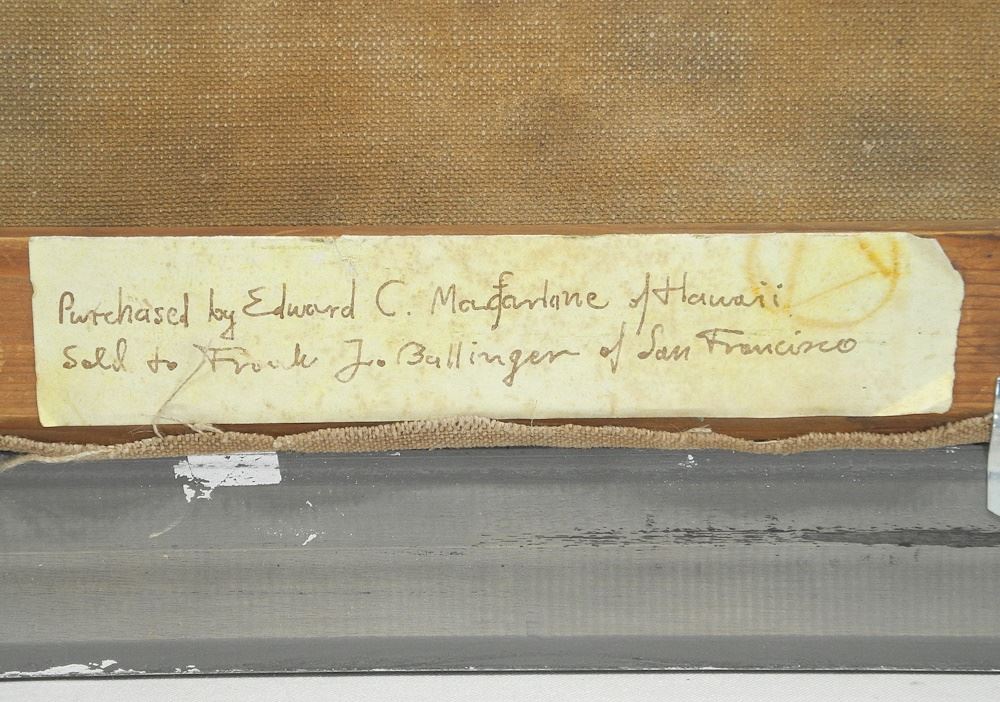 Purchased by Edward C. Macfarlane of Hawaii
Sold to Frank J. Ballinger of San Francisco